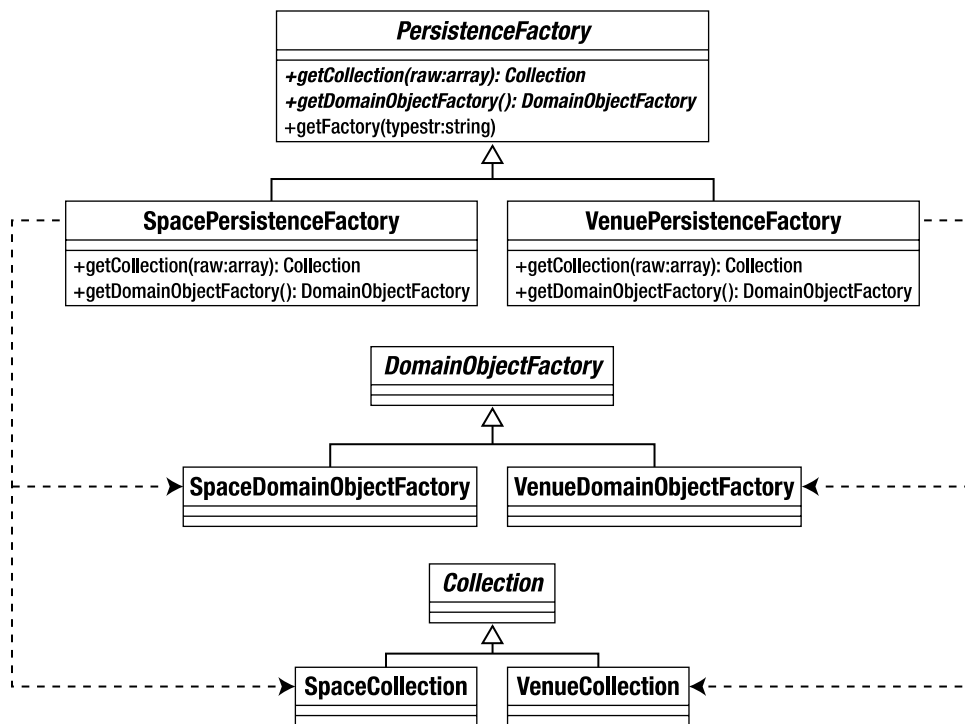 PersistenceFactory
+getCollection(raw:array): Collection
+getDomainObjectFactory(): DomainObjectFactory
+getFactory(typestr:string)
SpacePersistenceFactory
+getCollection(raw:array): Collection
+getDomainObjectFactory(): DomainObjectFactory
VenuePersistenceFactory
+getCollection(raw:array): Collection
+getDomainObjectFactory(): DomainObjectFactory
DomainObjectFactory
SpaceDomainObjectFactory
VenueDomainObjectFactory
Collection
SpaceCollection
VenueCollection